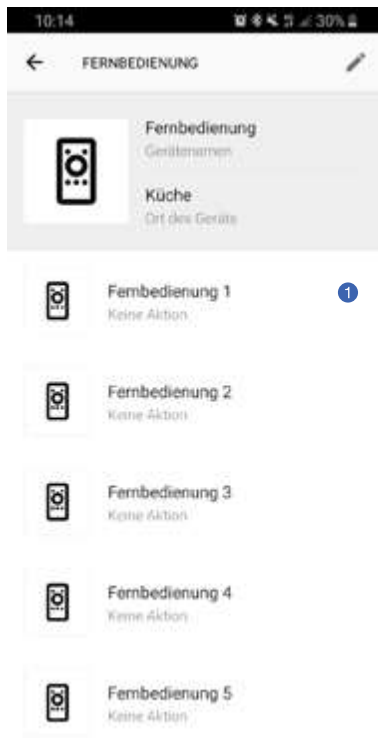 10:14
30%
FERNBEDIENUNG
Fernbedienung
Gerätenamen
Küche
Ort des Geräts
Fernbedienung 1
1
Keine Aktion
Fernbedienung 2
Keine Aktion
Fernbedienung 3
Keine Aktion
Fernbedienung 4
Keine Aktion
Fernbedienung 5
Keine Aktion